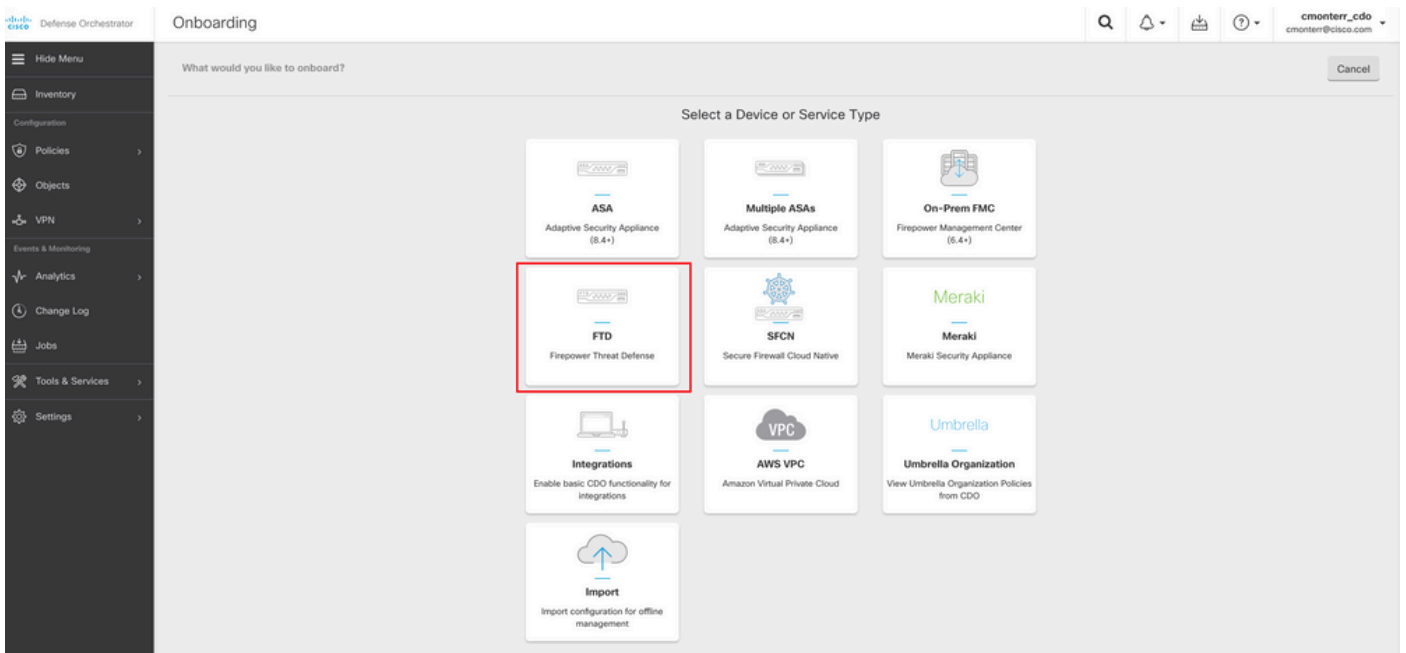 cisco Defense Orchestrator
Onboarding
cmonterr_cdo
cmonterr@cisco.com
Hide Menu
Inventory
Configuration
Policies
Objects
VPN
Events & Monitoring
Analytics
Change Log
Jobs
Tools & Services
Settings
What would you like to onboard?
Cancel
Select a Device or Service Type
ASA
Adaptive Security Appliance
(8.4+)
Multiple ASAs
Adaptive Security Appliance
(8.4+)
On-Prem FMC
Firepower Management Center
(6.4+)
FTD
Firepower Threat Defense
SFCN
Secure Firewall Cloud Native
Meraki
Meraki
Meraki Security Appliance
Integrations
Enable basic CDO functionality for
integrations
VPC
AWS VPC
Amazon Virtual Private Cloud
Umbrella
Umbrella Organization
View Umbrella Organization Policies
from CDO
Import
Import configuration for offline
management